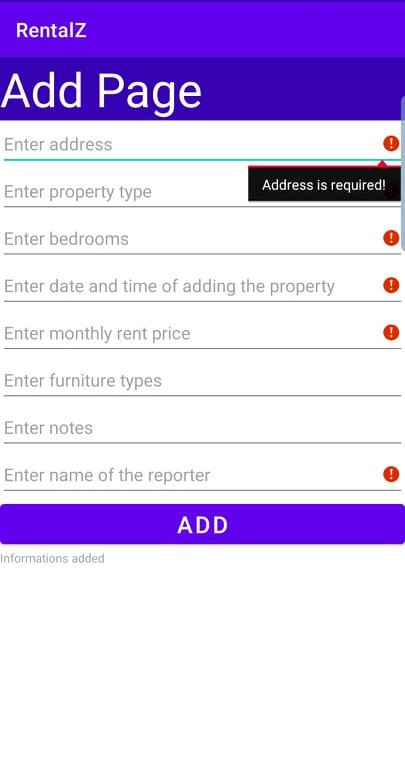 RentalZ
Add Page
Enter address
Address is required!
Enter property type
Enter bedrooms
Enter date and time of adding the property
Enter monthly rent price
Enter furniture types
Enter notes
Enter name of the reporter
ADD
Informations added